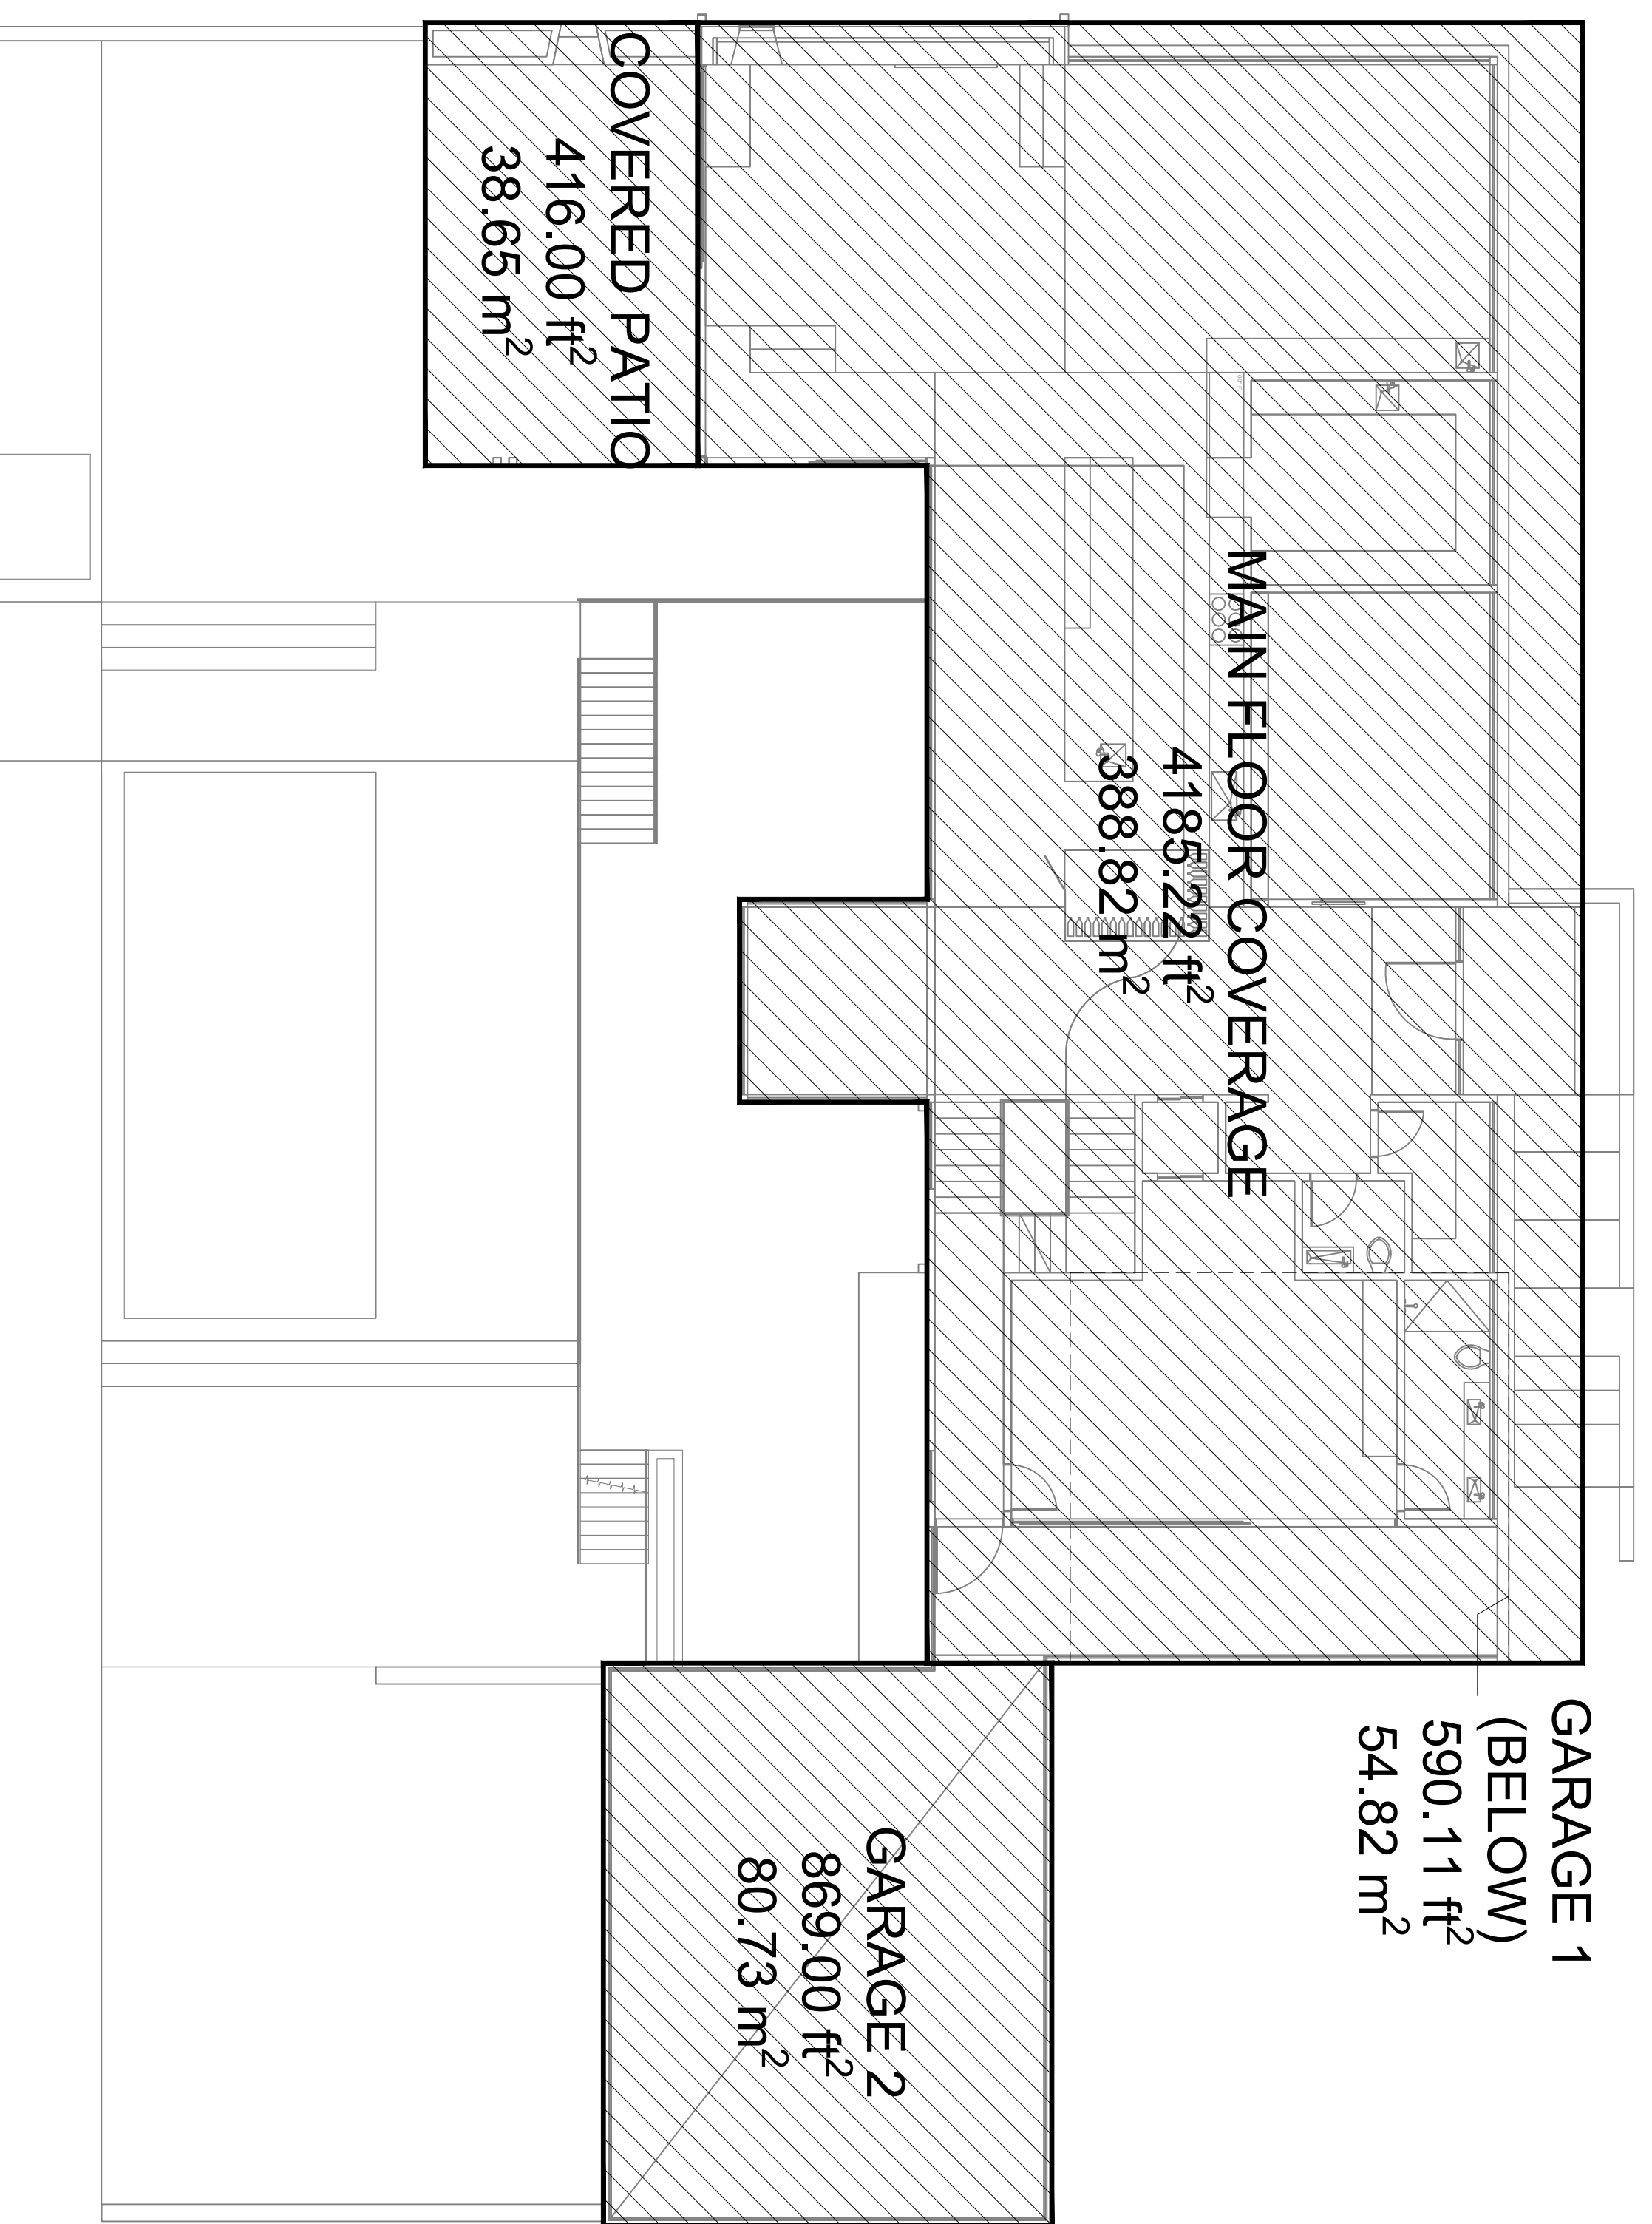 COVERED PATIO
416.00 ft²
38.65 m²
MAIN FLOOR COVERAGE
4185.22 ft²
388.82 m²
GARAGE 1
(BELOW)
590.11 ft²
54.82 m²
GARAGE 2
869.00 ft²
80.73 m²